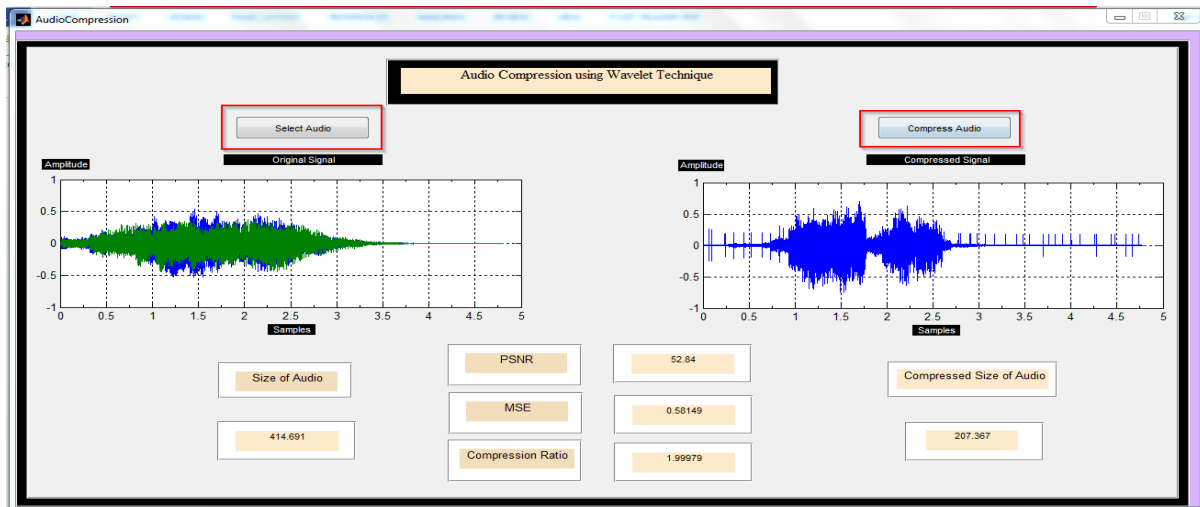 AudioCompression
Audio Compression using Wavelet Technique
Select Audio
Compress Audio
Original Signal
Compressed Signal
Amplitude
1
0.5
0
-0.5
-1
0 0.5 1 1.5 2 2.5 3 3.5 4 4.5 5
Samples
Amplitude
1
0.5
0
-0.5
-1
0 0.5 1 1.5 2 2.5 3 3.5 4 4.5 5
Samples
Size of Audio
414.691
PSNR
52.84
MSE
0.58149
Compression Ratio
1.99979
Compressed Size of Audio
207.367